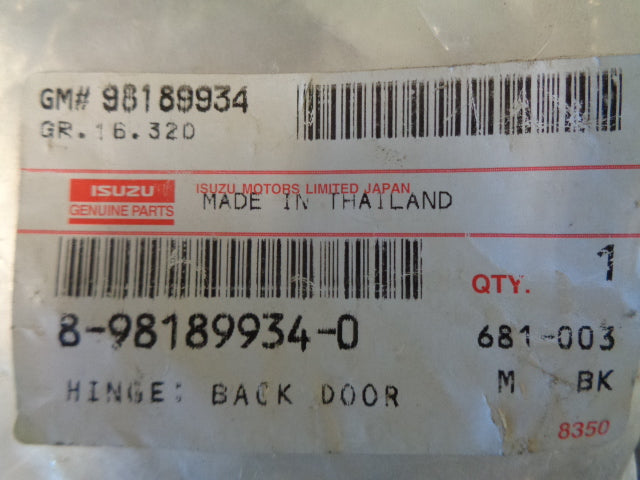 GM# 98189934
GR.16.320
ISUZU
GENUINE PARTS
ISUZU MOTORS LIMITED JAPAN
MADE IN THAILAND
QTY. 1
8-98189934-0
681-003
HINGE: BACK DOOR
M BK
8350